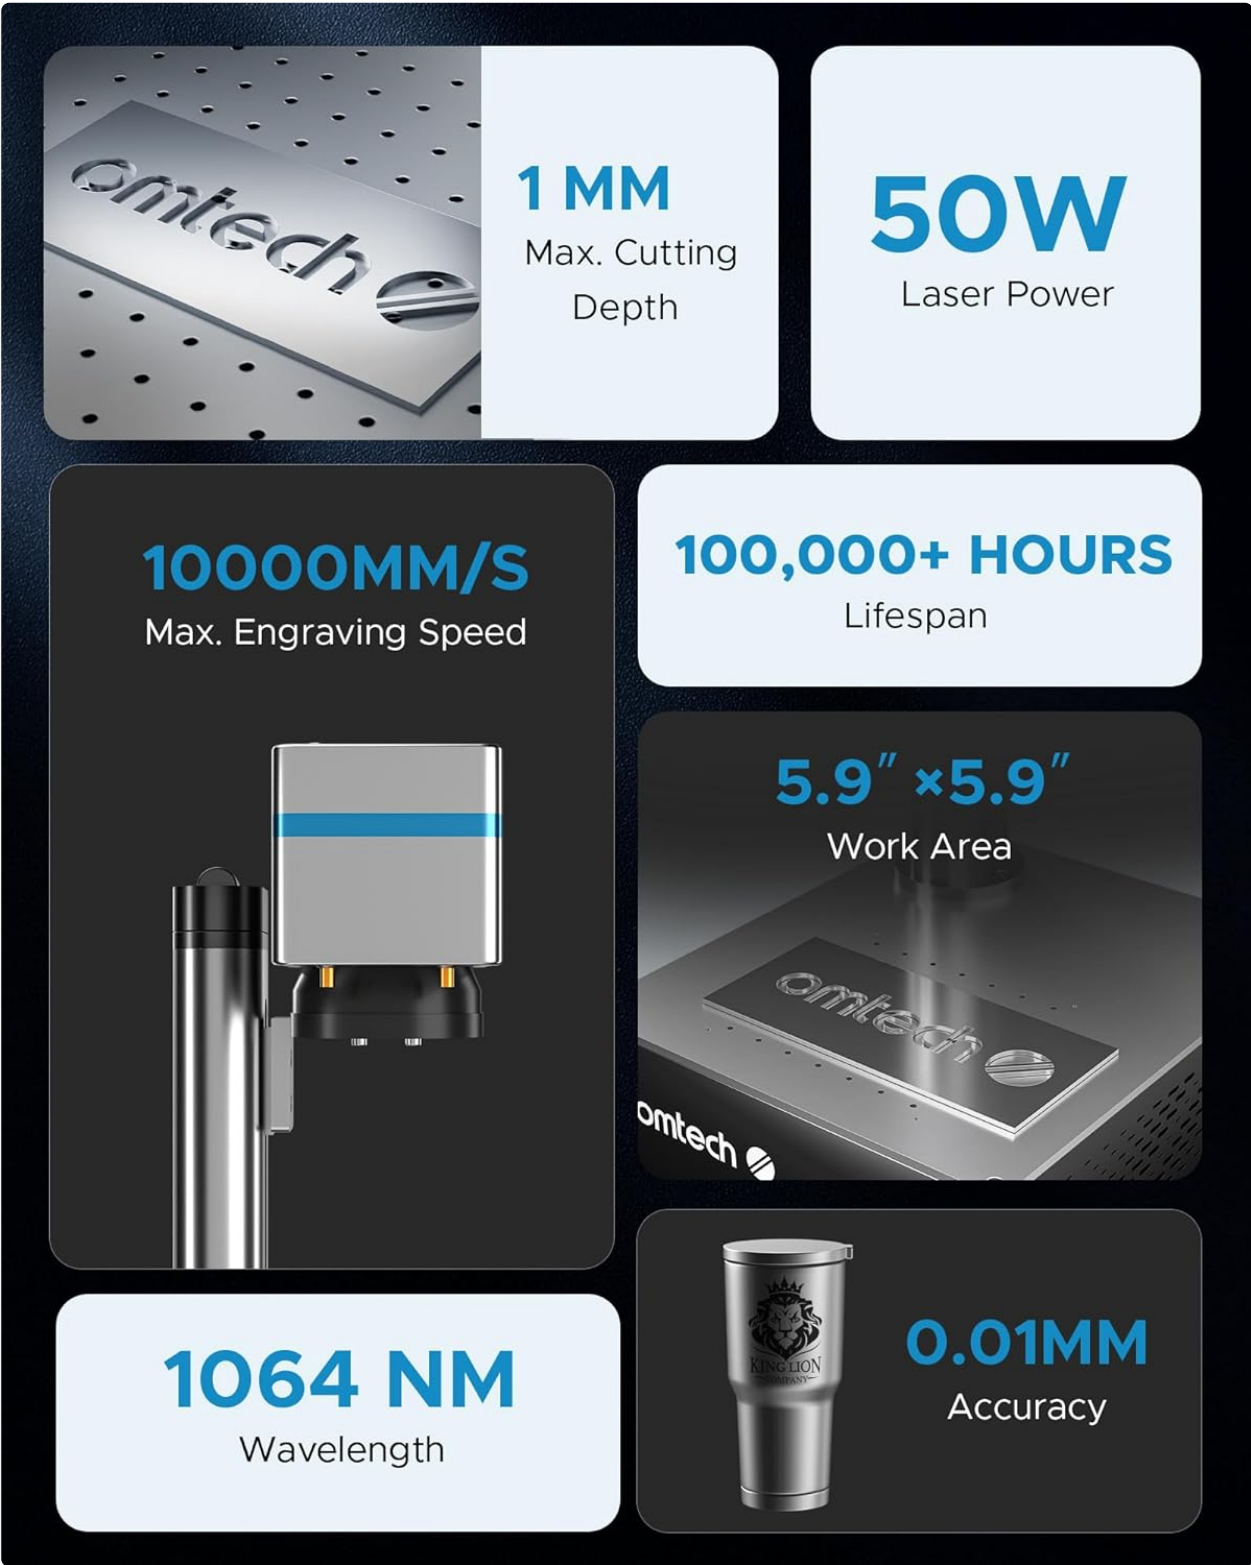 omtech
1 MM
Max. Cutting
Depth
50W
Laser Power
10000MM/S
Max. Engraving Speed
100,000+ HOURS
Lifespan
5.9″ ×5.9″
Work Area
omtech
omtech
1064 NM
Wavelength
KING LION
COMPANY
0.01MM
Accuracy